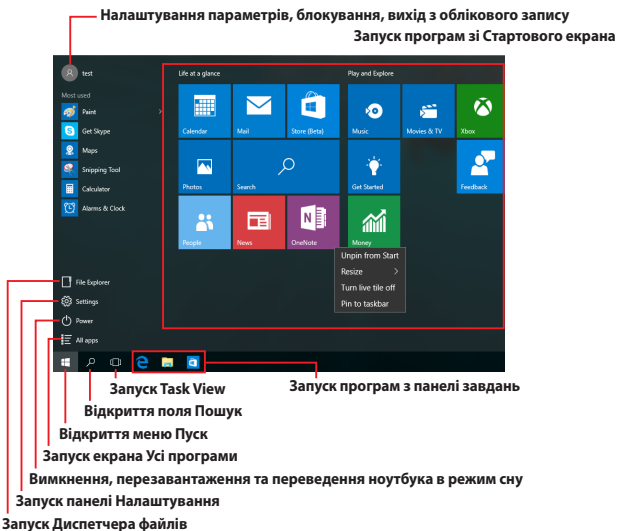 Налаштування параметрів, блокування, вихід з облікового запису
Запуск програм зі Стартового екрана
test
Most used
Paint
Get Skype
Maps
Snipping Tool
Calculator
Alarms & Clock
File Explorer
Settings
Power
All apps
Life at a glance
Play and Explore
Calendar
Mail
Store (Beta)
Music
Movies & TV
Xbox
Photos
Search
Get Started
Feedback
People
News
OneNote
Money
Unpin from Start
Resize
Turn live tile off
Pin to taskbar
Запуск Task View
Запуск програм з панелі завдань
Відкриття поля Пошук
Відкриття меню Пуск
Запуск екрана Усі програми
Вимкнення, перезавантаження та переведення ноутбука в режим сну
Запуск панелі Налаштування
Запуск Диспетчера файлів